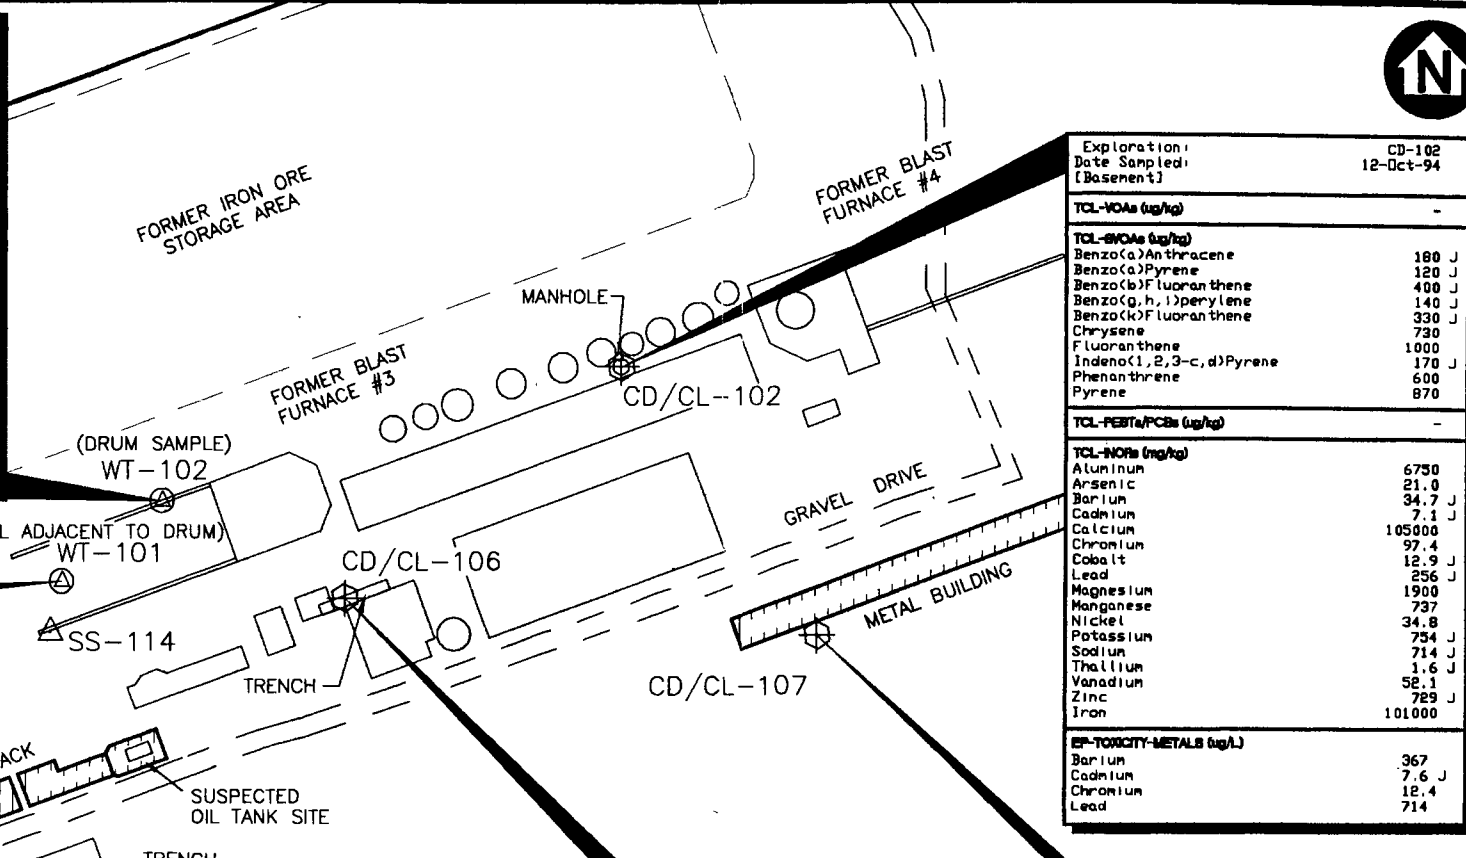 N
FORMER IRON ORE
STORAGE AREA
FORMER BLAST
FURNACE #4
MANHOLE
FORMER BLAST
FURNACE #3
CD/CL-102
(DRUM SAMPLE)
WT-102
GRAVEL DRIVE
L ADJACENT TO DRUM)
WT-101
CD/CL-106
METAL BUILDING
SS-114
TRENCH
CD/CL-107
ACK
SUSPECTED
OIL TANK SITE
TRENCH
Exploration: CD-102
Date Sampled: 12-Oct-94
[Basement]
TCL-VOAs (ug/kg) -
TCL-SVOAs (ug/kg)
Benzo(a)Anthracene 180 J
Benzo(a)Pyrene 120 J
Benzo(b)Fluoranthene 400 J
Benzo(g,h,i)perylene 140 J
Benzo(k)Fluoranthene 330 J
Chrysene 730
Fluoranthene 1000
Indeno(1,2,3-c,d)Pyrene 170 J
Phenanthrene 600
Pyrene 870
TCL-PESTs/PCBs (ug/kg) -
TCL-INORs (mg/kg)
Aluminum 6750
Arsenic 21.0
Barium 34.7 J
Cadmium 7.1 J
Calcium 105000
Chromium 97.4
Cobalt 12.9 J
Lead 256 J
Magnesium 1900
Manganese 737
Nickel 34.8
Potassium 754 J
Sodium 714 J
Thallium 1.6 J
Vanadium 52.1
Zinc 729 J
Iron 101000
EP-TOXICITY-METALS (ug/L)
Barium 367
Cadmium 7.6 J
Chromium 12.4
Lead 714